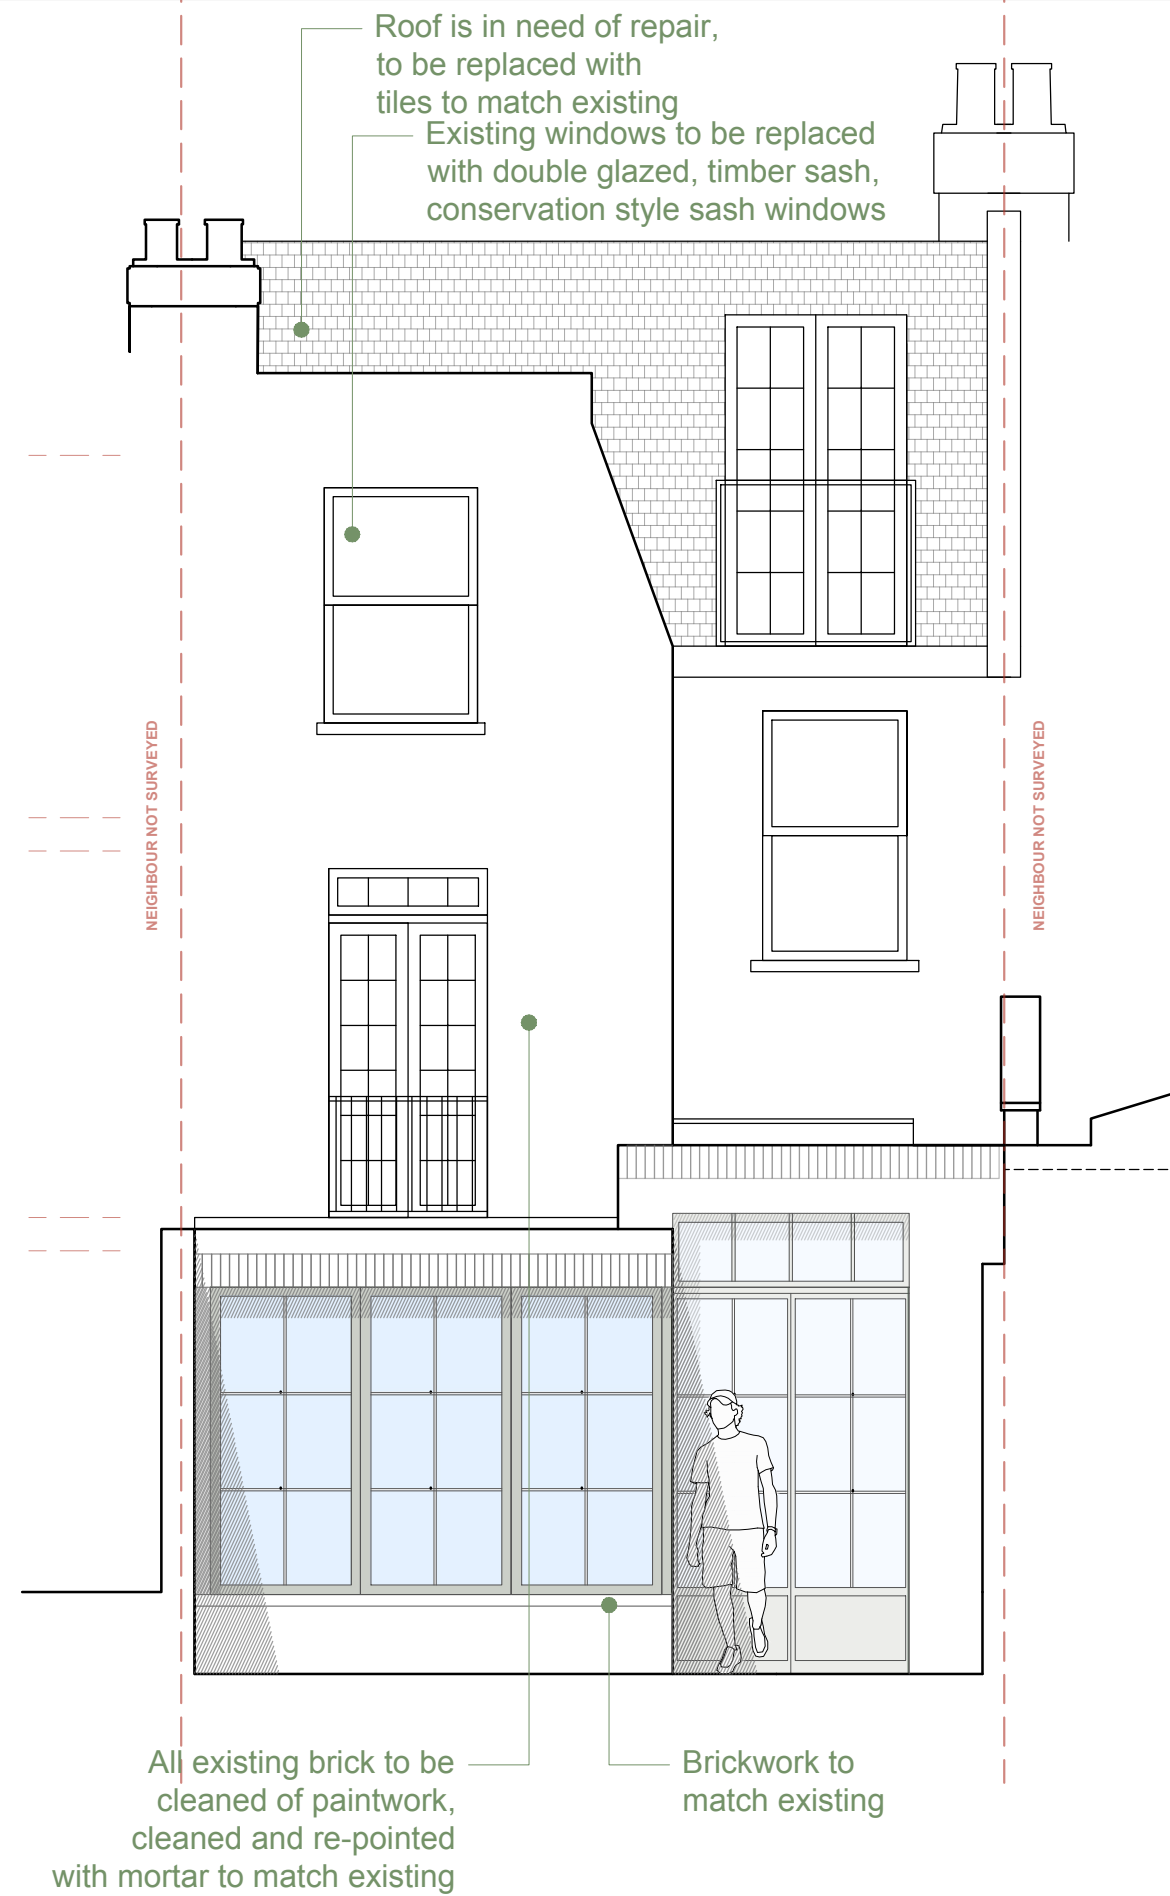 Roof is in need of repair,
to be replaced with
tiles to match existing
Existing windows to be replaced
with double glazed, timber sash,
conservation style sash windows
NEIGHBOUR NOT SURVEYED
NEIGHBOUR NOT SURVEYED
All existing brick to be
cleaned of paintwork,
cleaned and re-pointed
with mortar to match existing
Brickwork to
match existing